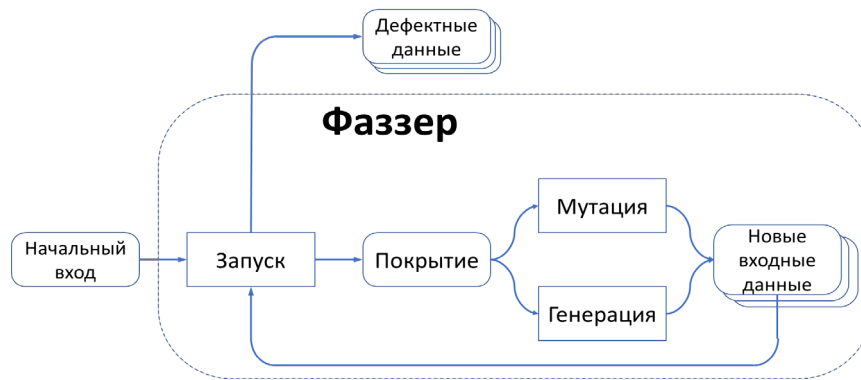 Дефектные
данные
Фаззер
Начальный
вход
Запуск
Покрытие
Мутация
Генерация
Новые
входные
данные